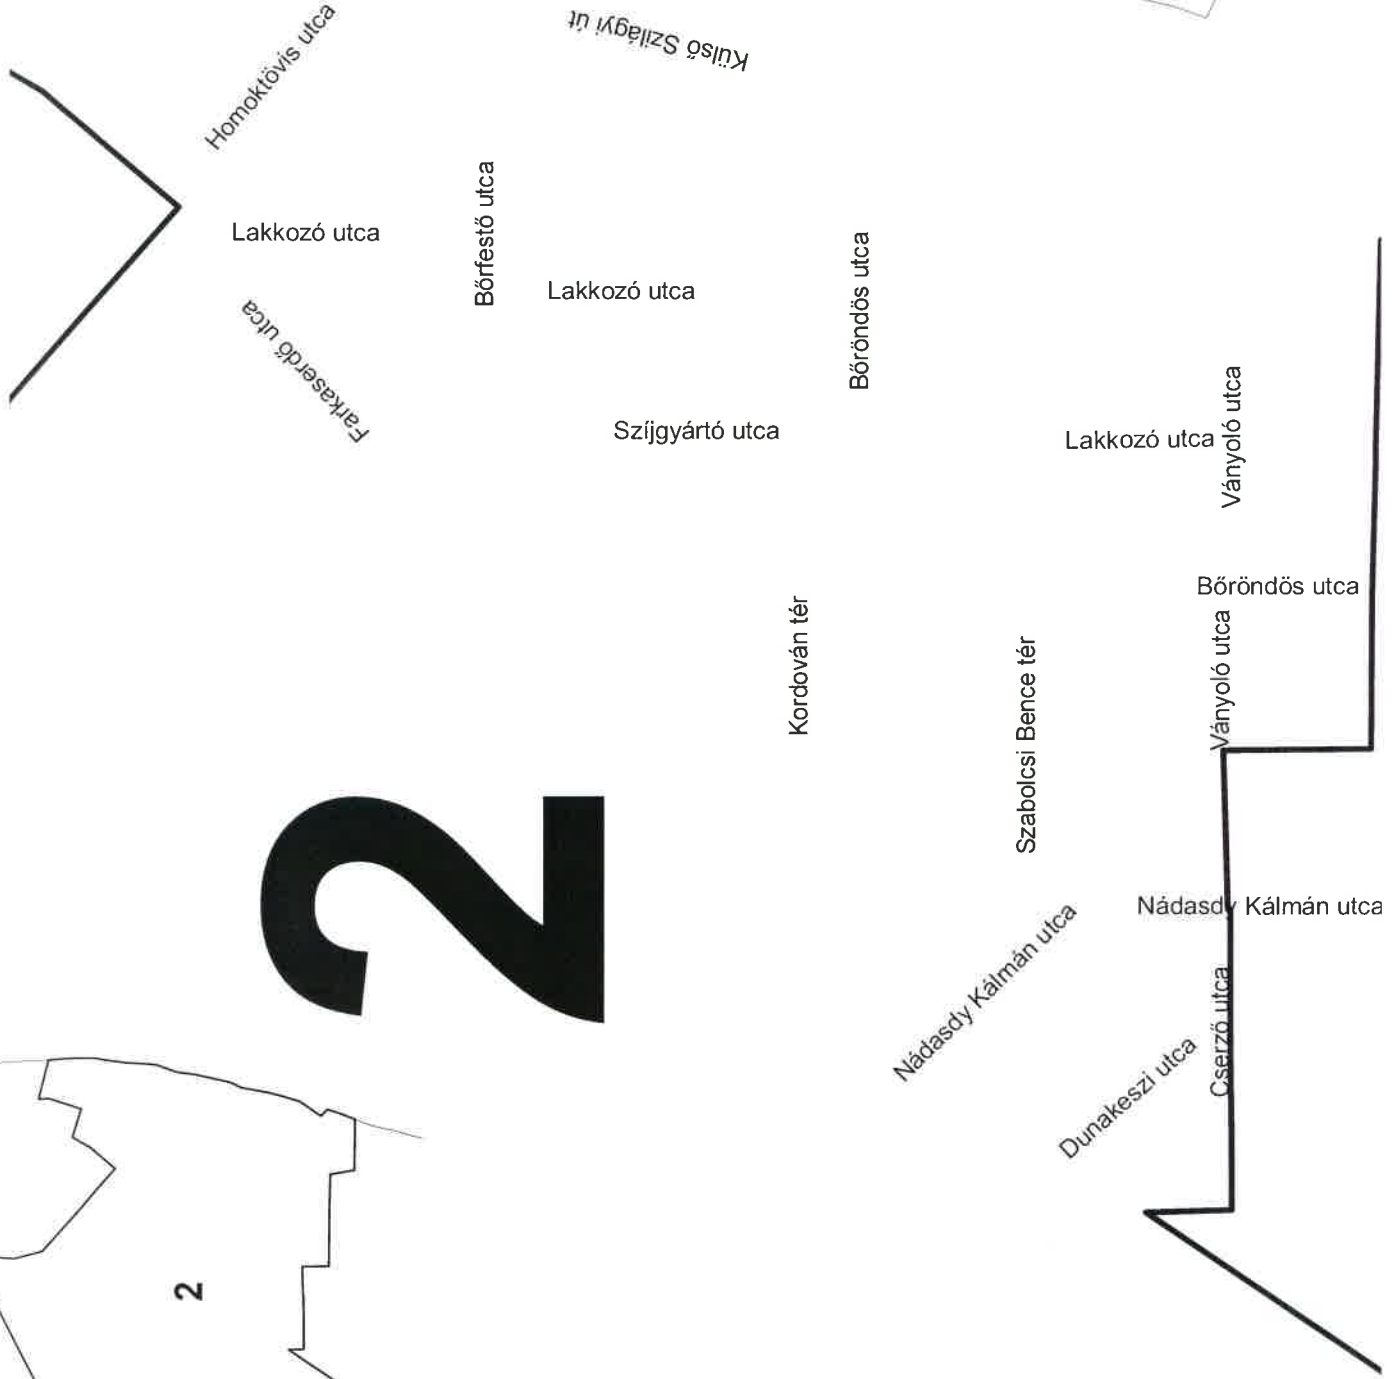 Homoktövis utca
Külső Szilágyi út
Lakkozó utca
Bőrfestő utca
Lakkozó utca
Bőröndös utca
Farkaserdő utca
Szíjgyártó utca
Lakkozó utca
Ványoló utca
Bőröndös utca
Kordován tér
Szabolcsi Bence tér
Ványoló utca
2
Nádasdy Kálmán utca
Nádasdy Kálmán utca
Cserző utca
Dunakeszi utca
2